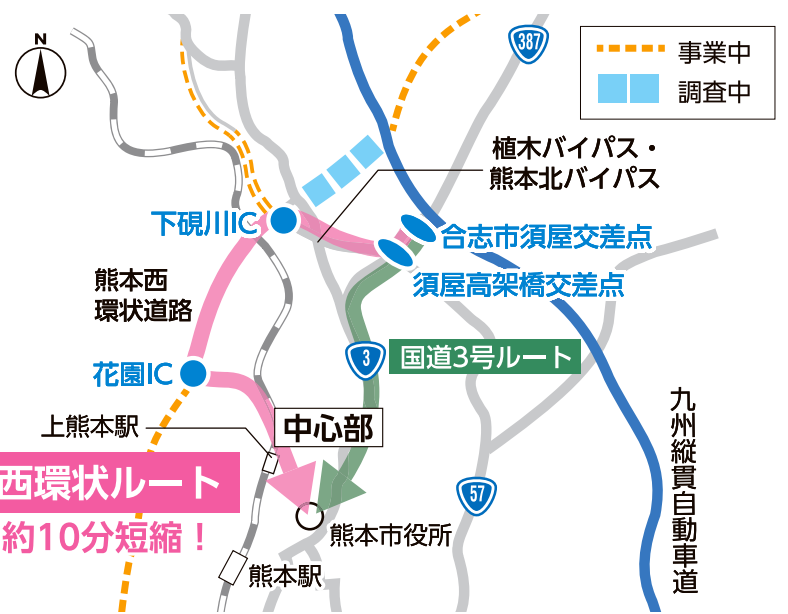 N
387
事業中
調査中
植木バイパス・
熊本北バイパス
下硯川IC
合志市須屋交差点
須屋高架橋交差点
熊本西
環状道路
3
国道3号ルート
花園IC
上熊本駅
中心部
九州縦貫自動車道
西環状ルート
57
約10分短縮！
熊本市役所
熊本駅